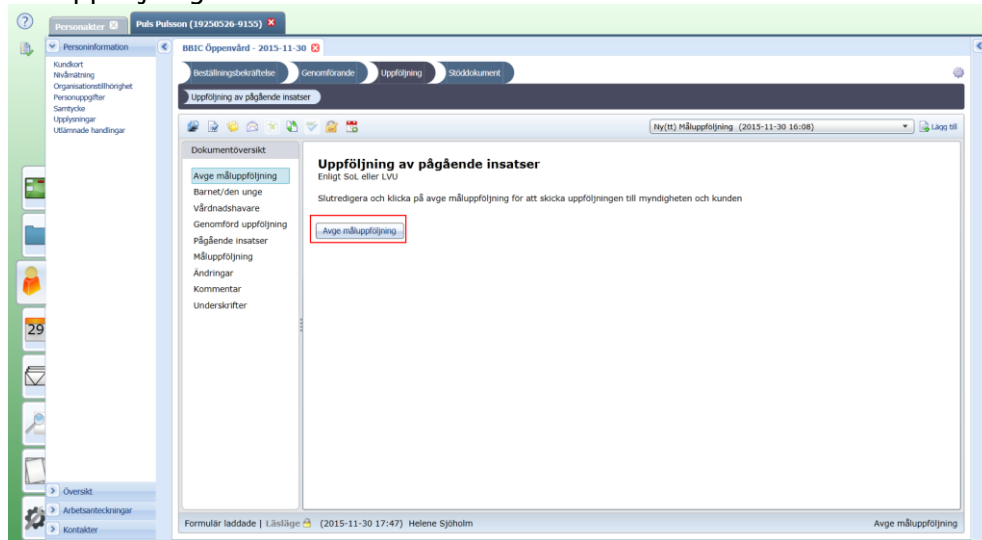 Personakter
Puls Pulsson (19250526-9155)
Personinformation
Kundkort
Nivåmätning
Organisationstillhörighet
Personuppgifter
Samtycke
Upplysningar
Utlämnade handlingar
BBIC Öppenvård - 2015-11-30
Beställningsbekräftelse
Genomförande
Uppföljning
Stöddokument
Uppföljning av pågående insatser
Ny(tt) Måluppföljning (2015-11-30 16:08)
Lägg till
Dokumentöversikt
Avge måluppföljning
Barnet/den unge
Vårdnadshavare
Genomförd uppföljning
Pågående insatser
Måluppföljning
Ändringar
Kommentar
Underskrifter
Uppföljning av pågående insatser
Enligt SoL eller LVU
Slutredigera och klicka på avge måluppföljning för att skicka uppföljningen till myndigheten och kunden
Avge måluppföljning
29
Översikt
Arbetsanteckningar
Kontakter
Formulär laddade | Läsläge (2015-11-30 17:47) Helene Sjöholm
Avge måluppföljning